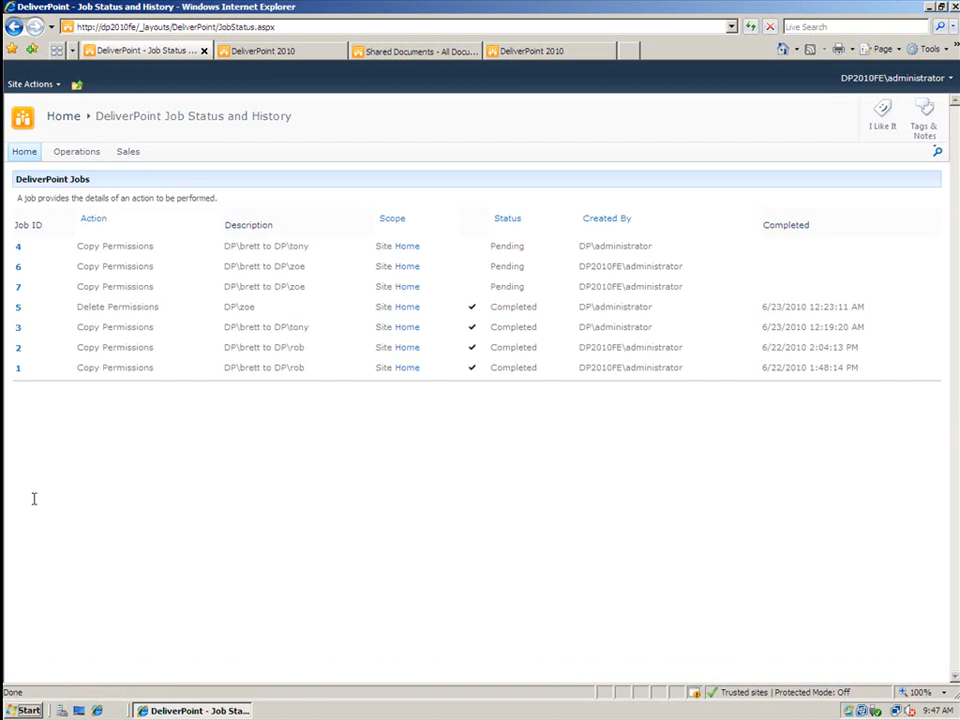 DeliverPoint - Job Status and History - Windows Internet Explorer
http://dp2010fe/_layouts/DeliverPoint/JobStatus.aspx
Live Search
DeliverPoint - Job Status ...
DeliverPoint 2010
Shared Documents - All Docu...
DeliverPoint 2010
Page
Tools
Site Actions
DP2010FE\administrator
Home
DeliverPoint Job Status and History
I Like It
Tags & Notes
Home Operations Sales
DeliverPoint Jobs
A job provides the details of an action to be performed.
Job ID Action Description Scope Status Created By Completed
4 Copy Permissions DP\brett to DP\tony Site Home Pending DP\administrator
6 Copy Permissions DP\brett to DP\zoe Site Home Pending DP2010FE\administrator
7 Copy Permissions DP\brett to DP\zoe Site Home Pending DP2010FE\administrator
5 Delete Permissions DP\zoe Site Home Completed DP\administrator 6/23/2010 12:23:11 AM
3 Copy Permissions DP\brett to DP\tony Site Home Completed DP\administrator 6/23/2010 12:19:20 AM
2 Copy Permissions DP\brett to DP\rob Site Home Completed DP2010FE\administrator 6/22/2010 2:04:13 PM
1 Copy Permissions DP\brett to DP\rob Site Home Completed DP2010FE\administrator 6/22/2010 1:48:14 PM
Done
Trusted sites | Protected Mode: Off
100%
Start
DeliverPoint - Job Sta...
9:47 AM